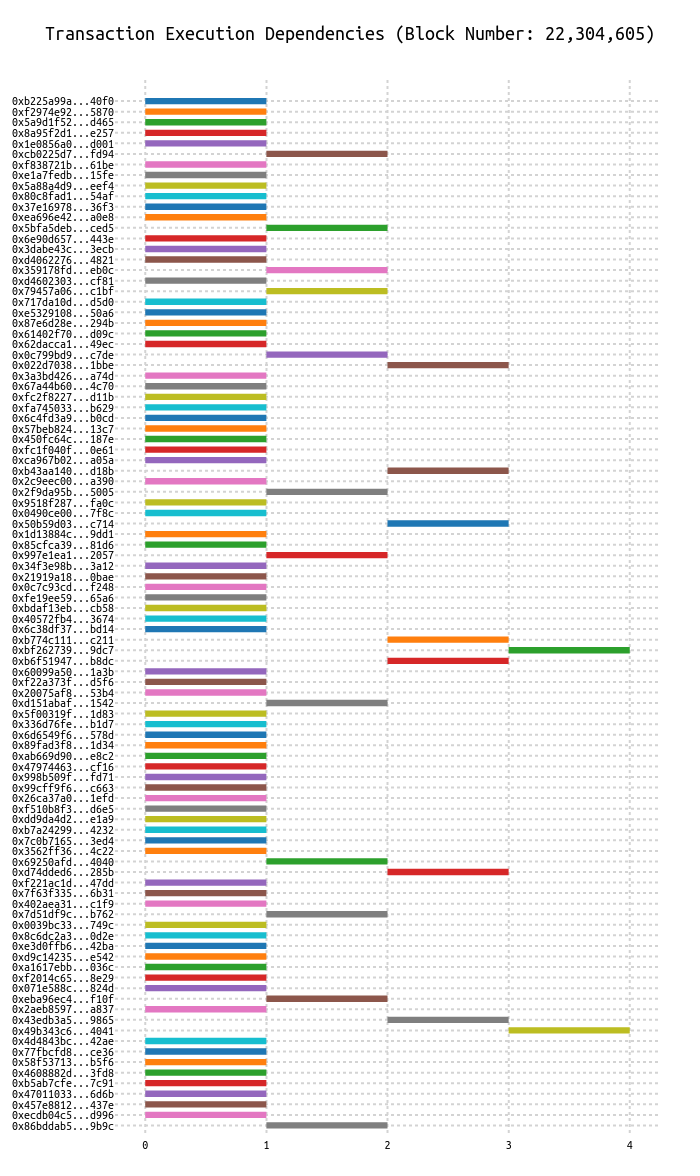 Transaction Execution Dependencies (Block Number: 22,304,605)
0xb225a99a...40f0
0xf2974e92...5870
0x5a9d1f52...d465
0x8a95f2d1...e257
0x1e0856a0...d001
0xcb0225d7...fd94
0xf838721b...61be
0xe1a7fedb...15fe
0x5a88a4d9...eef4
0x80c8fad1...54af
0x37e16978...36f3
0xea696e42...a0e8
0x5bfa5deb...ced5
0x6e90d657...443e
0x3dabe43c...3ecb
0xd4062276...4821
0x359178fd...eb0c
0xd4602303...cf81
0x79457a06...c1bf
0x717da10d...d5d0
0xe5329108...50a6
0x87e6d28e...294b
0x61402f70...d09c
0x62dacca1...49ec
0x0c799bd9...c7de
0x022d7038...1bbe
0x3a3bd426...a74d
0x67a44b60...4c70
0xfc2f8227...d11b
0xfa745033...b629
0x6c4fd3a9...b0cd
0x57beb824...13c7
0x450fc64c...187e
0xfc1f040f...0e61
0xca967b02...a05a
0xb43aa140...d18b
0x2c9eec00...a390
0x2f9da95b...5005
0x9518f287...fa0c
0x0490ce00...7f8c
0x50b59d03...c714
0x1d13884c...9dd1
0x85cfca39...81d6
0x997e1ea1...2057
0x34f3e98b...3a12
0x21919a18...0bae
0x0c7c93cd...f248
0xfe19ee59...65a6
0xbdaf13eb...cb58
0x40572fb4...3674
0x6c38df37...bd14
0xb774c111...c211
0xbf262739...9dc7
0xb6f51947...b8dc
0x60099a50...1a3b
0xf22a373f...d5f6
0x20075af8...53b4
0xd151abaf...1542
0x5f00319f...1d83
0x336d76fe...b1d7
0x6d6549f6...578d
0x89fad3f8...1d34
0xab669d90...e8c2
0x47974463...cf16
0x998b509f...fd71
0x99cff9f6...c663
0x26ca37a0...1efd
0xf510b8f3...d6e5
0xdd9da4d2...e1a9
0xb7a24299...4232
0x7c0b7165...3ed4
0x3562ff36...4c22
0x69250afd...4040
0xd74dded6...285b
0xf221ac1d...47dd
0x7f63f335...6b31
0x402aea31...c1f9
0x7d51df9c...b762
0x0039bc33...749c
0x8c6dc2a3...0d2e
0xe3d0ffb6...42ba
0xd9c14235...e542
0xa1617ebb...036c
0xf2014c65...8e29
0x071e588c...824d
0xeba96ec4...f10f
0x2aeb8597...a837
0x43edb3a5...9865
0x49b343c6...4041
0x4d4843bc...42ae
0x77fbcfd8...ce36
0x58f53713...b5f6
0x4608882d...3fd8
0xb5ab7cfe...7c91
0x47011033...6d6b
0x457e8812...437e
0xecdb04c5...d996
0x86bddab5...9b9c
0 1 2 3 4